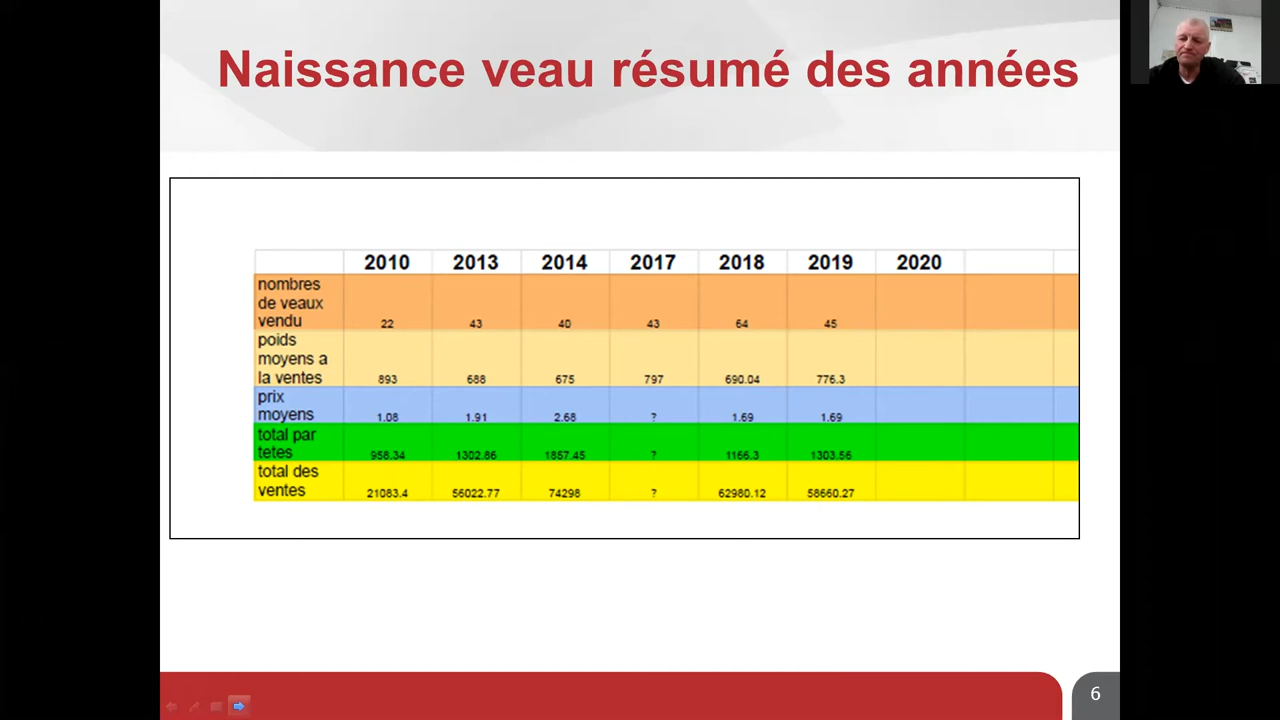 Naissance veau résumé des années
2010 2013 2014 2017 2018 2019 2020
nombres
de veaux
vendu 22 43 40 43 64 45
poids
moyens a
la ventes 893 688 675 797 690.04 776.3
prix
moyens 1.08 1.91 2.68 ? 1.69 1.69
total par
tetes 958.34 1302.86 1857.45 ? 1166.3 1303.56
total des
ventes 21083.4 56022.77 74298 ? 62980.12 58660.27
6